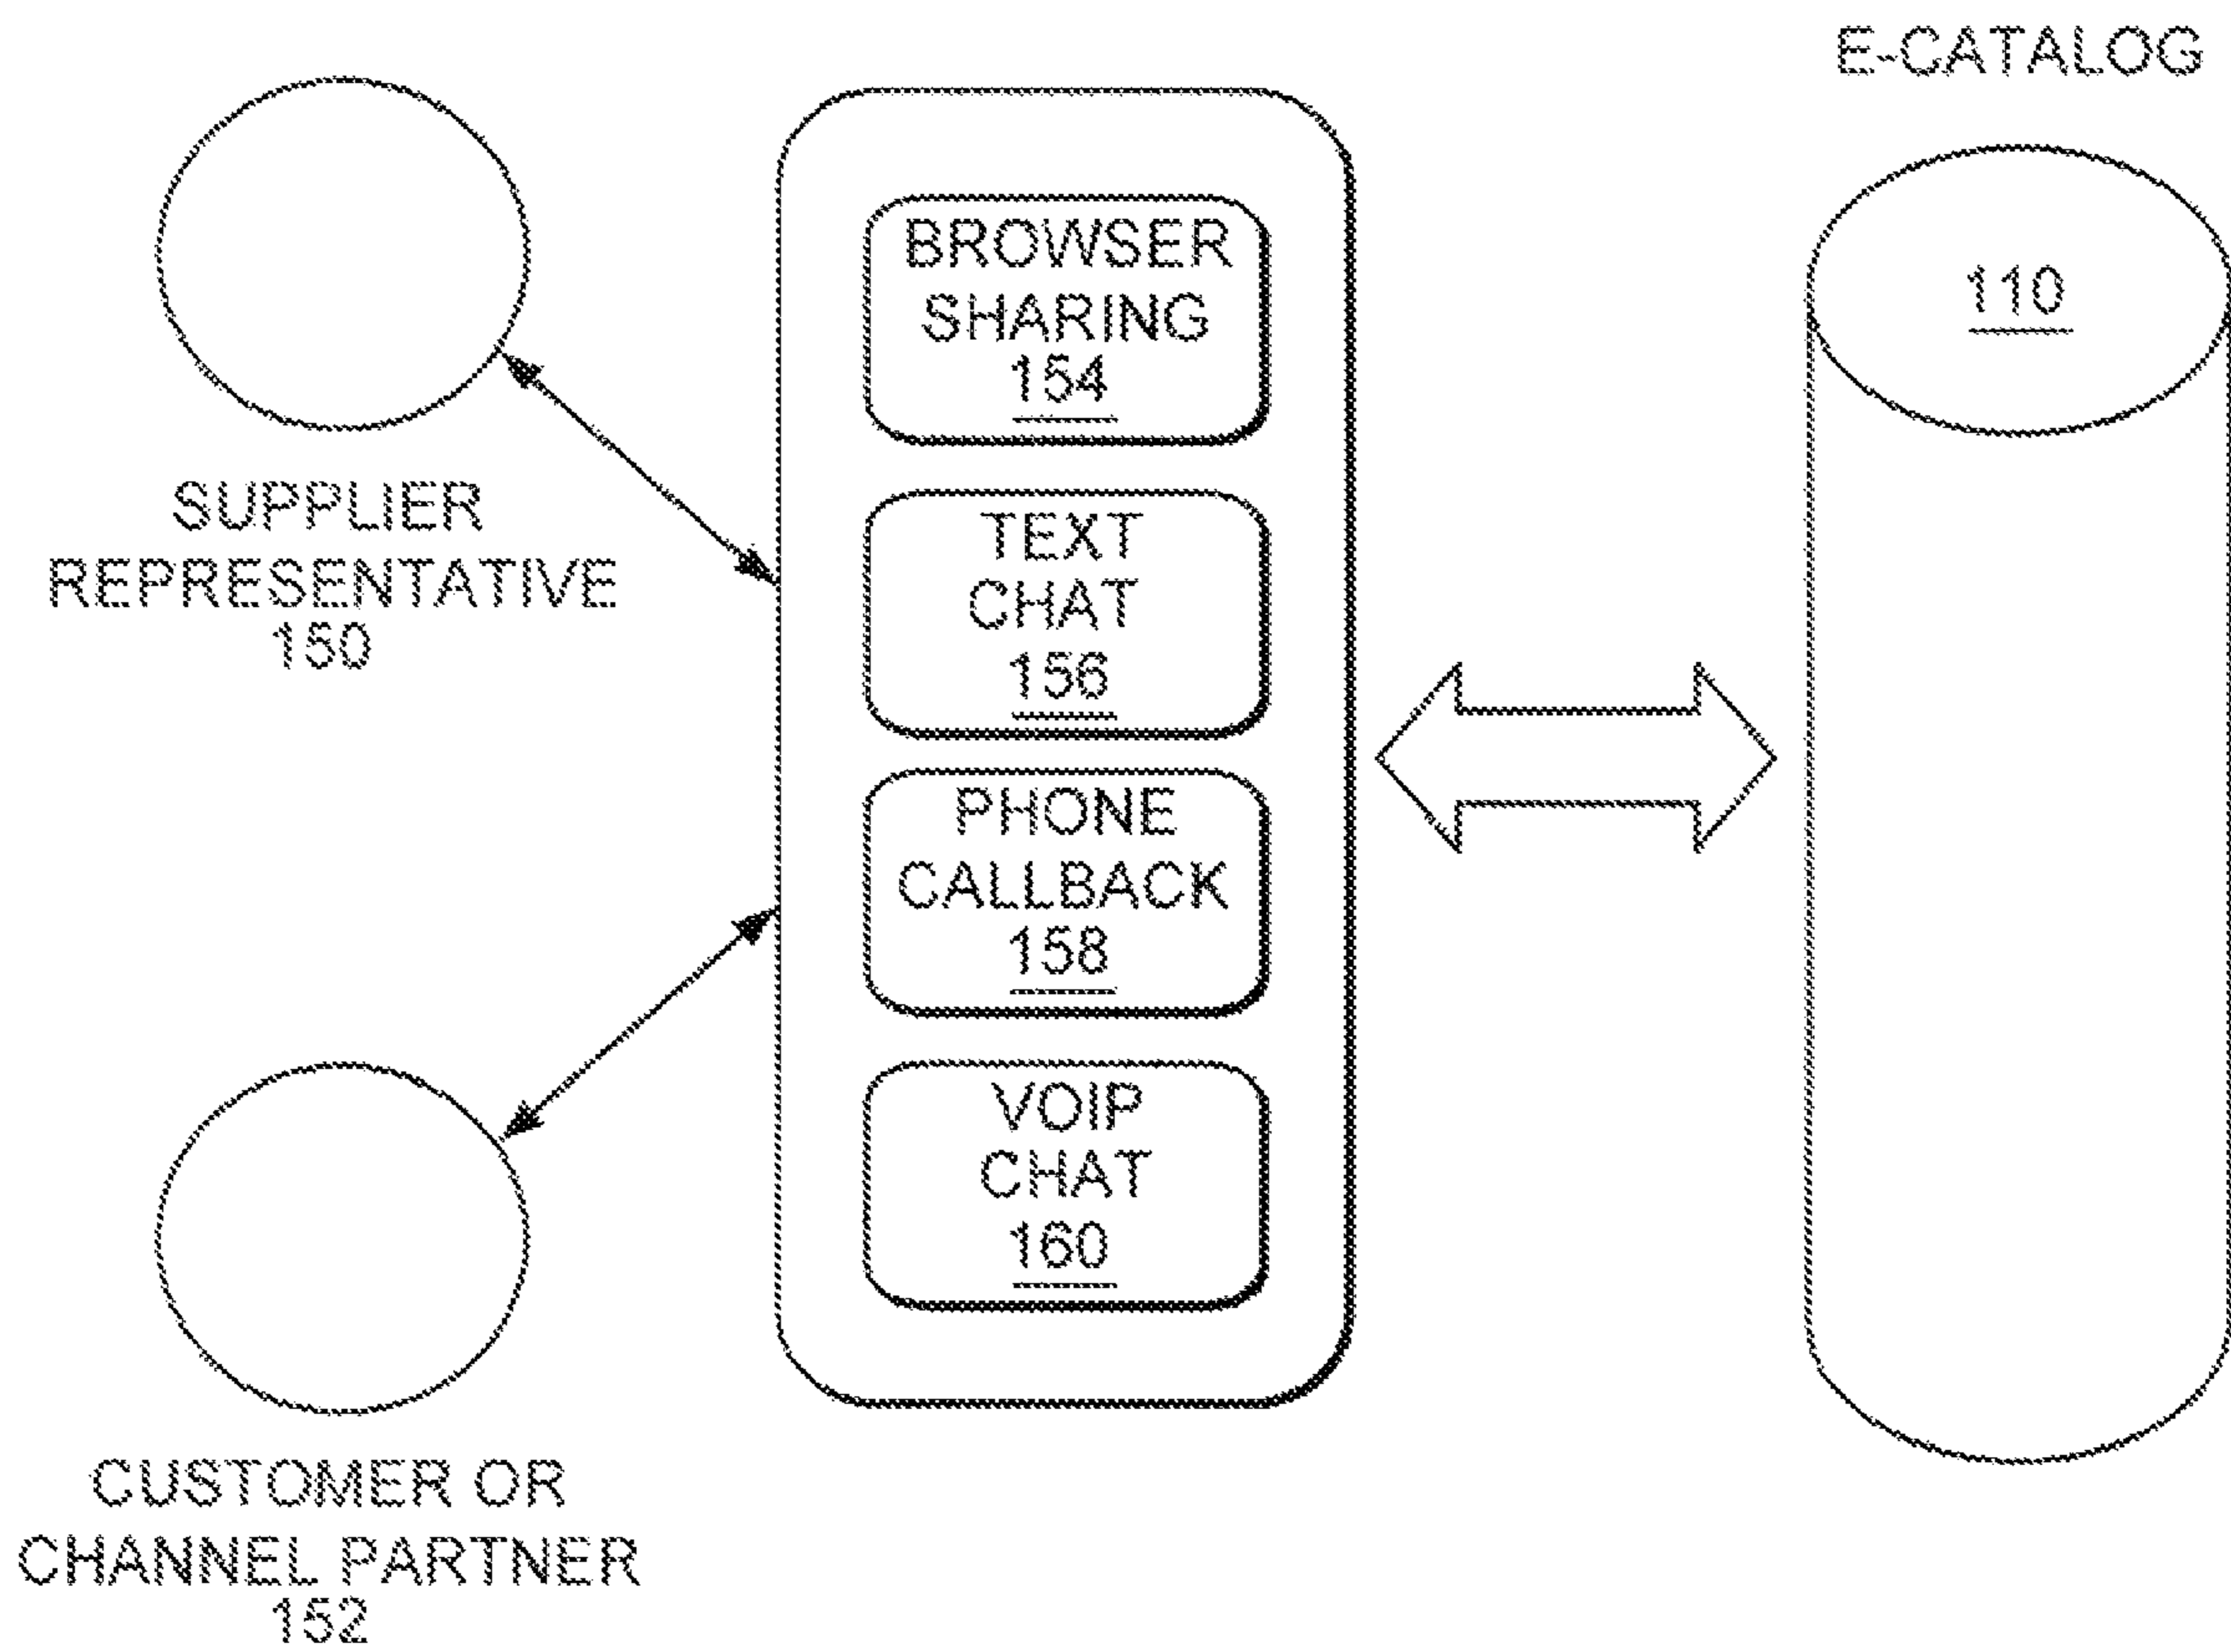 E-CATALOG
110
BROWSER
SHARING
154
TEXT
CHAT
156
PHONE
CALLBACK
158
VOIP
CHAT
160
SUPPLIER
REPRESENTATIVE
150
CUSTOMER OR
CHANNEL PARTNER
152